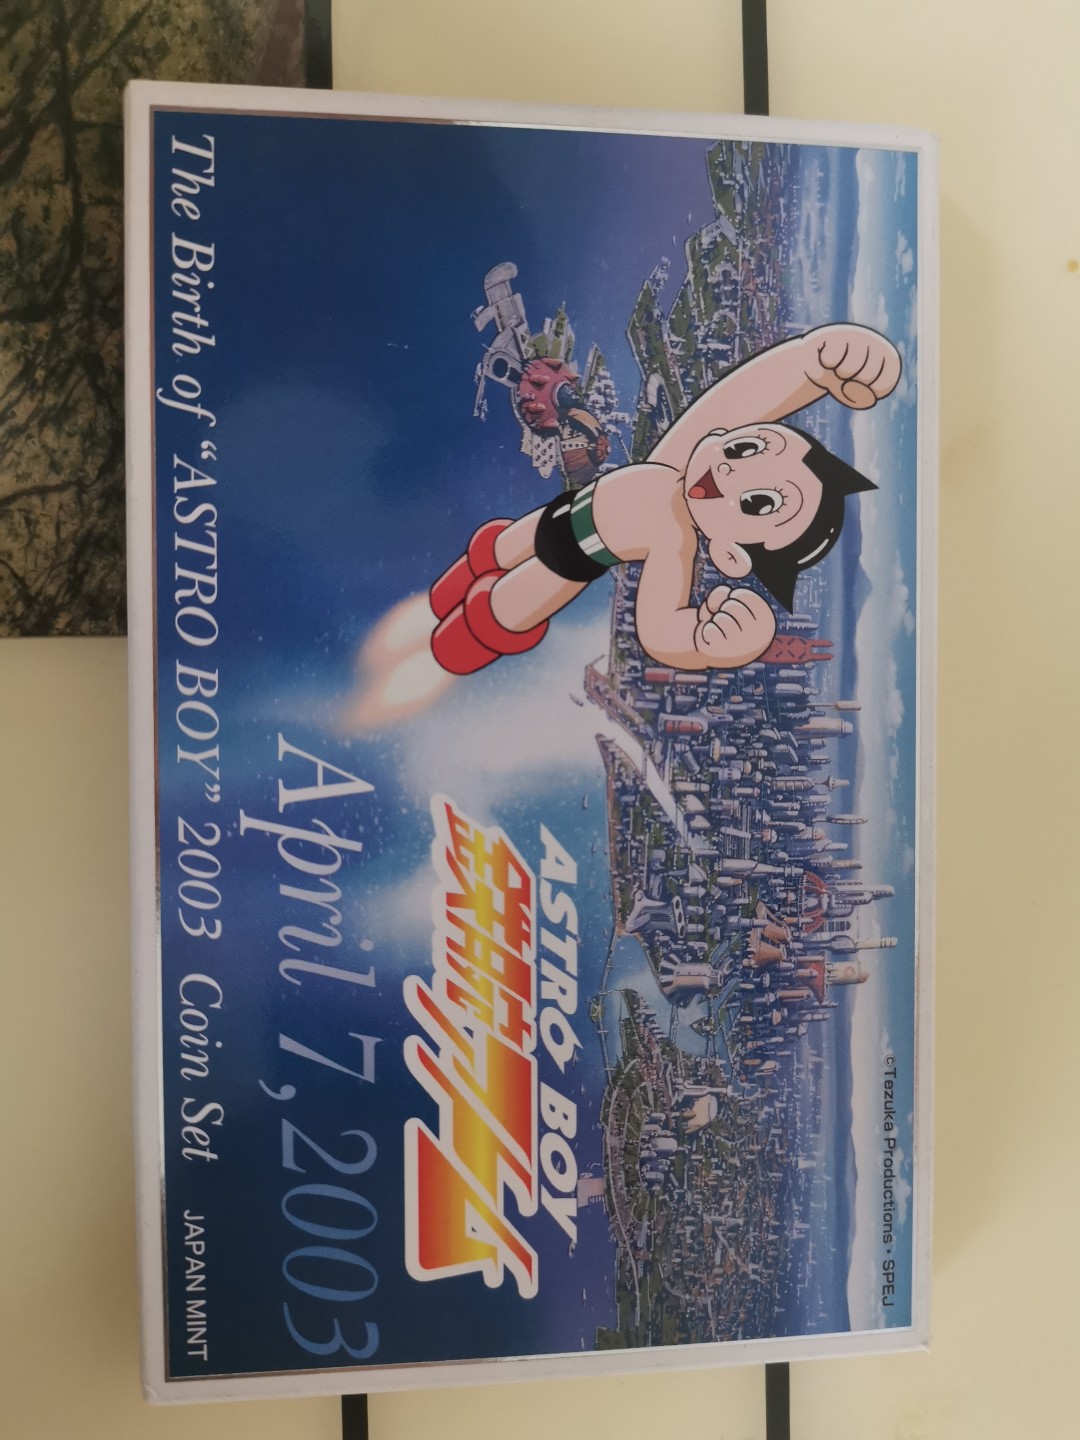 ©Tezuka Productions・SPEJ
ASTRO BOY
鉄腕アトム
April 7, 2003
The Birth of “ASTRO BOY” 2003 Coin Set
JAPAN MINT